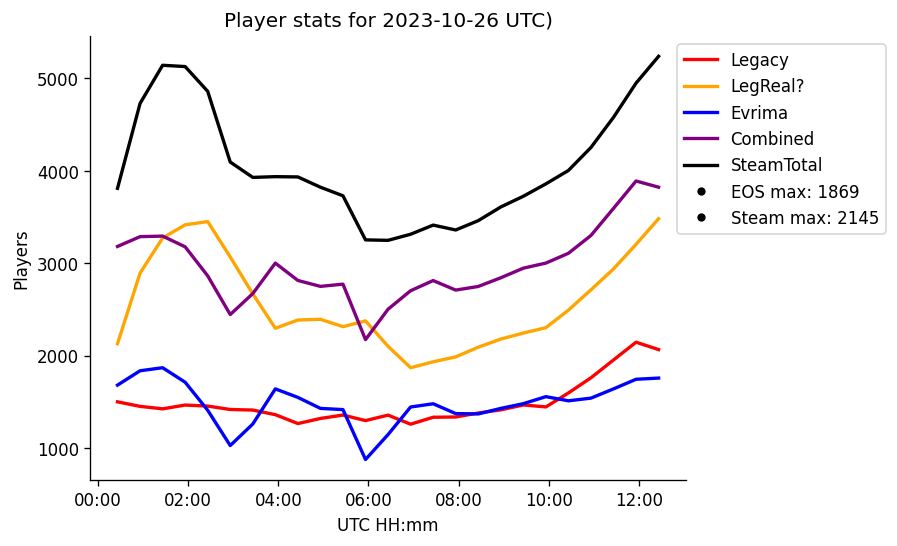 Player stats for 2023-10-26 UTC)
Legacy
LegReal?
Evrima
Combined
SteamTotal
EOS max: 1869
Steam max: 2145
Players
5000
4000
3000
2000
1000
00:00 02:00 04:00 06:00 08:00 10:00 12:00
UTC HH:mm